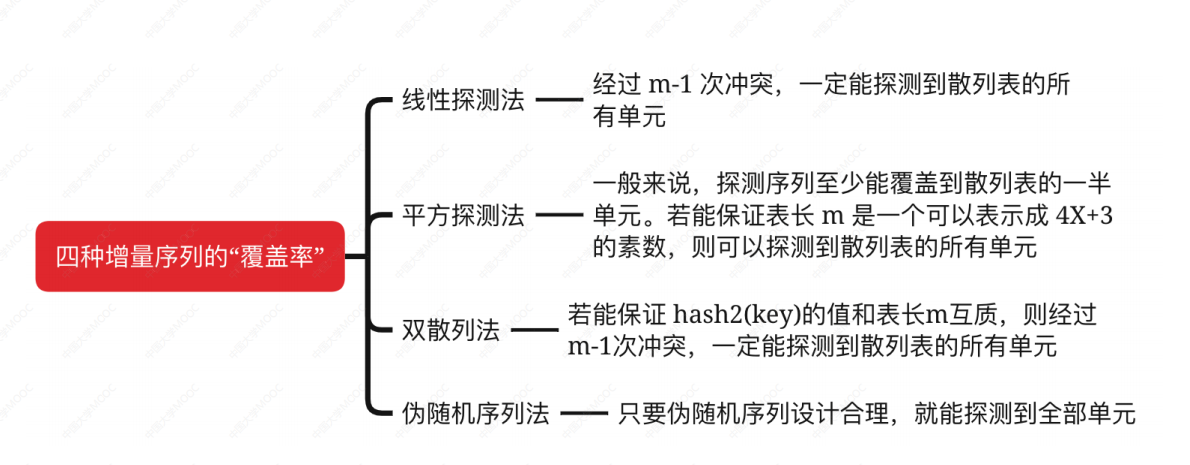 四种增量序列的“覆盖率”
线性探测法
经过 m-1 次冲突，一定能探测到散列表的所
有单元
平方探测法
一般来说，探测序列至少能覆盖到散列表的一半
单元。若能保证表长 m 是一个可以表示成 4X+3
的素数，则可以探测到散列表的所有单元
双散列法
若能保证 hash2(key)的值和表长m互质，则经过
m-1次冲突，一定能探测到散列表的所有单元
伪随机序列法
只要伪随机序列设计合理，就能探测到全部单元